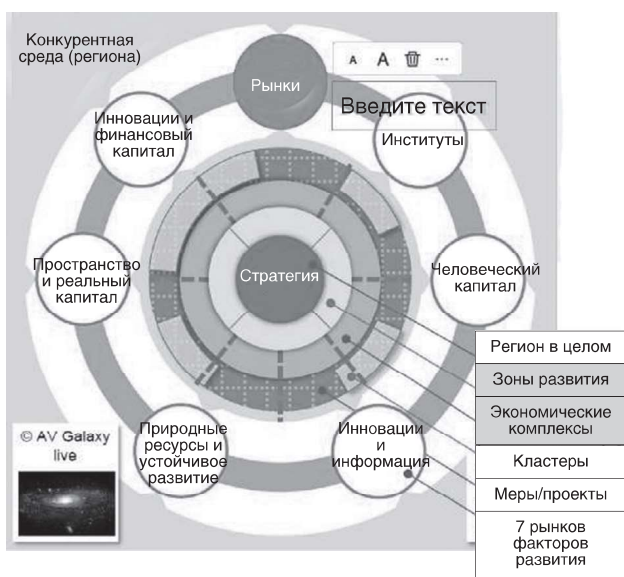 Конкурентная
среда (региона)
Рынки
A A ...
Введите текст
Инновации и
финансовый
капитал
Институты
Пространство
и реальный
капитал
Стратегия
Человеческий
капитал
Природные
ресурсы и
устойчивое
развитие
Инновации
и
информация
Регион в целом
Зоны развития
Экономические
комплексы
Кластеры
Меры/проекты
7 рынков
факторов
развития
© AV Galaxy
live